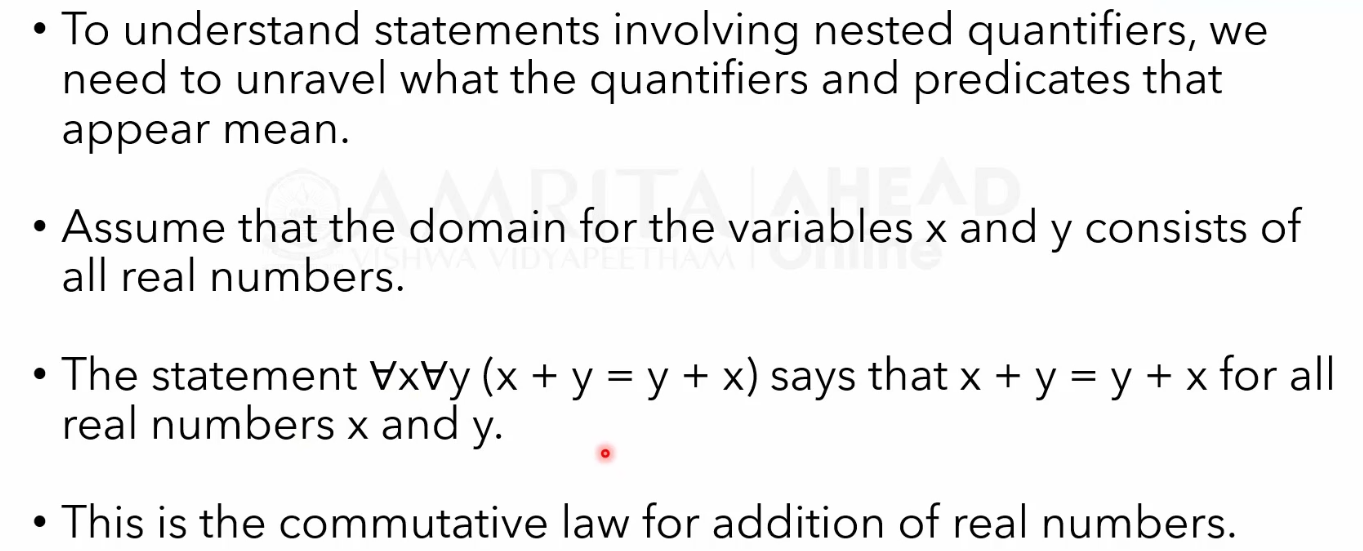 • To understand statements involving nested quantifiers, we
need to unravel what the quantifiers and predicates that
appear mean.
AMRITA AHEAD
VISHWA VIDYAPEETHAM Online
• Assume that the domain for the variables x and y consists of
all real numbers.
• The statement ∀x∀y (x + y = y + x) says that x + y = y + x for all
real numbers x and y.
• This is the commutative law for addition of real numbers.